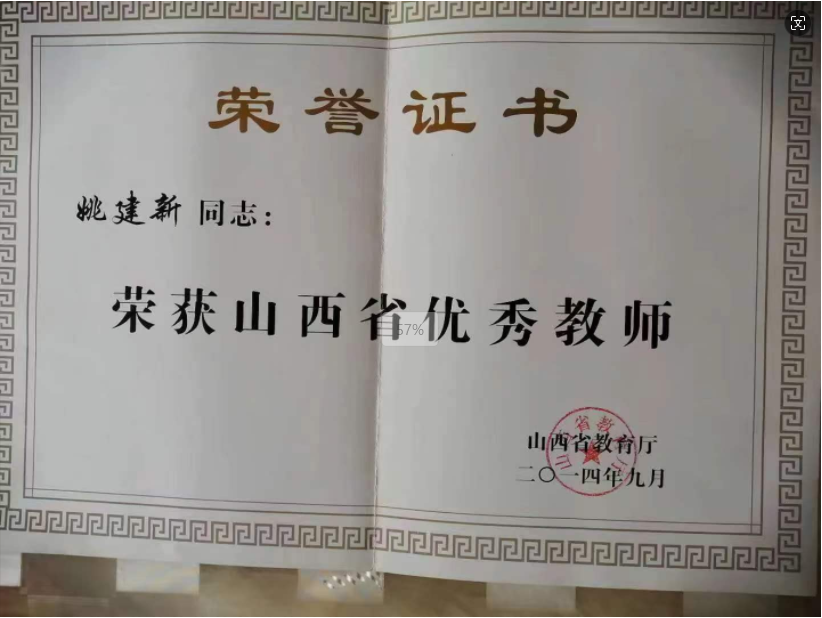 荣誉证书
姚建新 同志：
荣获山西省优秀教师
57%
山西省教育厅
二〇一四年九月